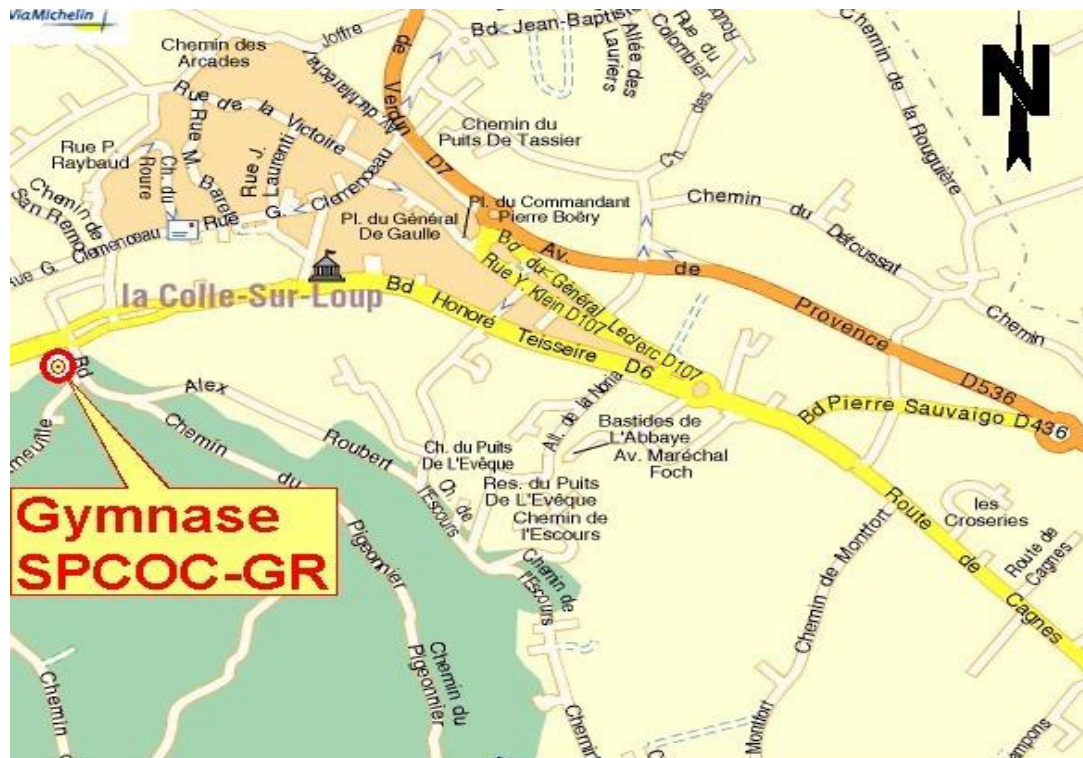 ViaMichelin
Chemin des
Arcades
Joffre
Av. du Maréchal
de
Verdun
D7
Bd Jean-Baptiste
Allée des
Lauriers
Rue du
Colombier
Ch. des
Chemin de la Rouguière
N
Rue de la Victoire
Rue M.
Barele
Rue J.
Laurenti
Rue P.
Raybaud
Ch. du
Roure
Chemin de
San Remo
Chemin du
Puits De Tassier
Rue G. Clemenceau
Rue G. Clemenceau
Pl. du Général
De Gaulle
Pl. du Commandant
Pierre Boëry
Chemin du Défoussat
Chemin
Av. de Provence D536
Bd du Général Leclerc D107
Rue Y. Klein D107
la Colle-Sur-Loup
Bd Honoré Teisseire D6
Rd
Alex
Roubert
Chemin du Pigeonnier
All. de la Noria
Bastides de
L'Abbaye
Av. Maréchal
Foch
Bd Pierre Sauvaigo D436
Ch. du Puits
De L'Evêque
Ch. de
l'Escours
Res. du Puits
De L'Evêque
Chemin de
l'Escours
Route de Cagnes
les
Croseries
Route de
Cagnes
Chemin de Montfort
Montfort
Gymnase
SPCOC-GR
Chemin de
l'Escours
Chemin du
Pigeonnier
Chemin
Chemin